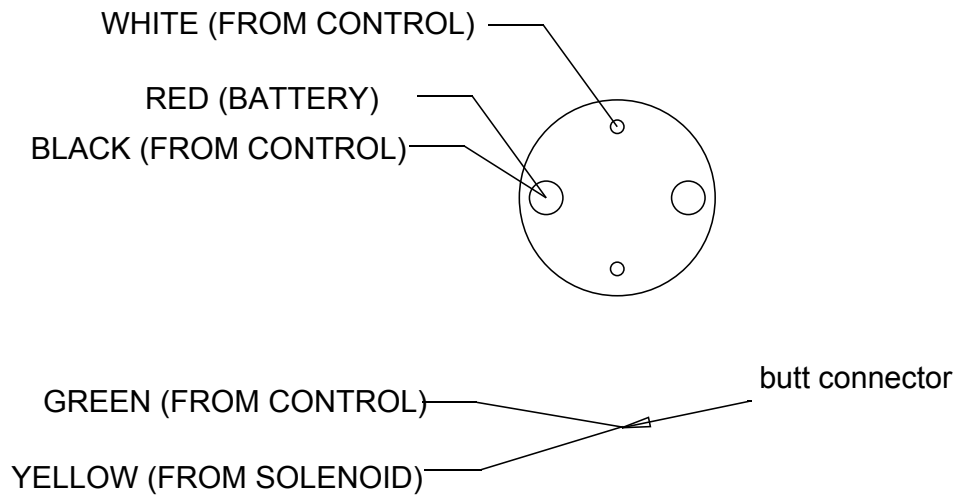 WHITE (FROM CONTROL)
RED (BATTERY)
BLACK (FROM CONTROL)
butt connector
GREEN (FROM CONTROL)
YELLOW (FROM SOLENOID)